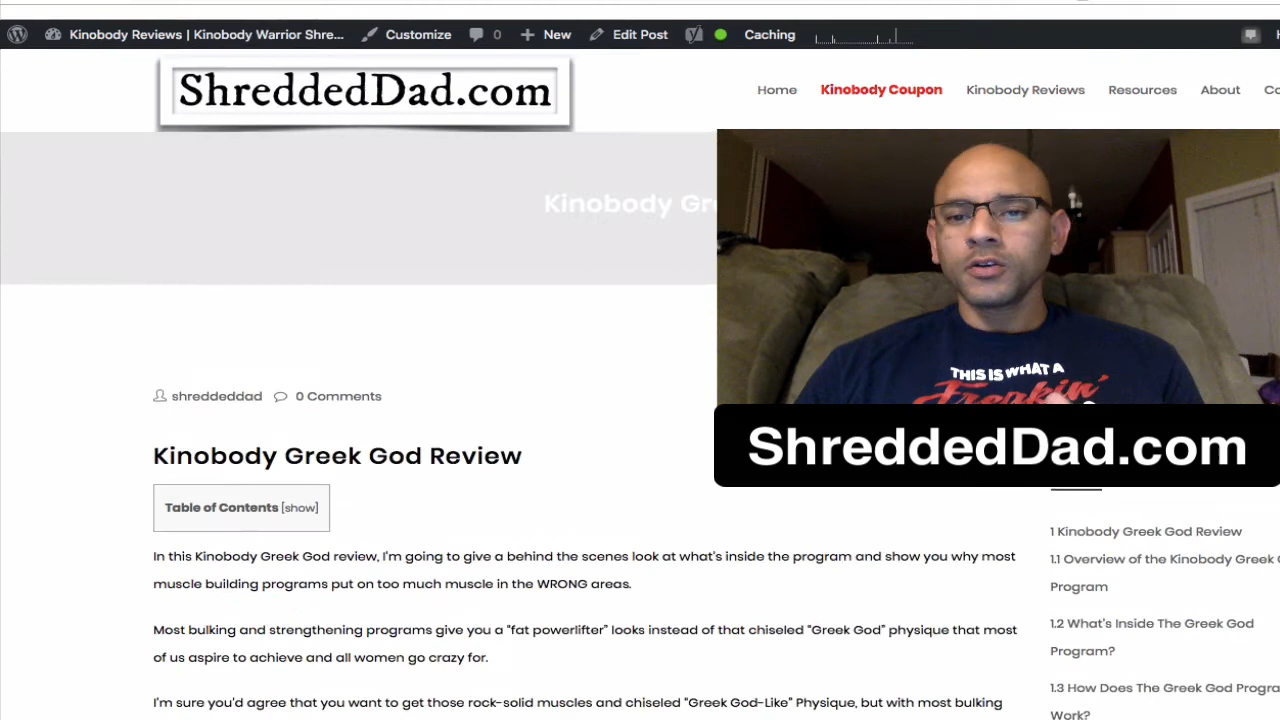 Kinobody Reviews | Kinobody Warrior Shre... Customize 0 New Edit Post Caching
ShreddedDad.com
Home Kinobody Coupon Kinobody Reviews Resources About
Kinobody
shreddeddad 0 Comments
THIS IS WHAT A
Freakin'
ShreddedDad.com
Kinobody Greek God Review
Table of Contents [show]
In this Kinobody Greek God review, I'm going to give a behind the scenes look at what's inside the program and show you why most
muscle building programs put on too much muscle in the WRONG areas.
Most bulking and strengthening programs give you a “fat powerlifter” looks instead of that chiseled “Greek God” physique that most
of us aspire to achieve and all women go crazy for.
I'm sure you'd agree that you want to get those rock-solid muscles and chiseled “Greek God-Like” Physique, but with most bulking
1 Kinobody Greek God Review
1.1 Overview of the Kinobody Greek
Program
1.2 What's Inside The Greek God
Program?
1.3 How Does The Greek God
Work?